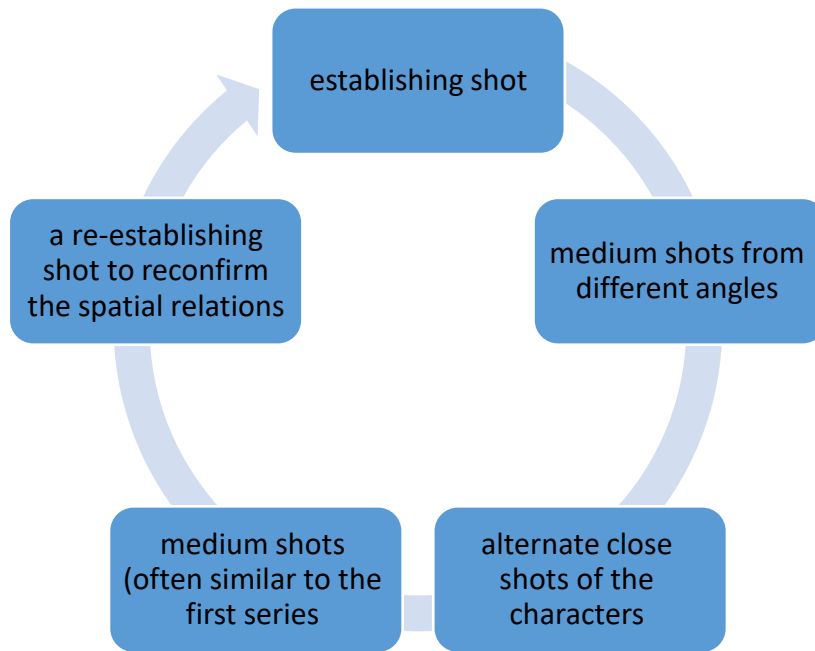 establishing shot
medium shots from
different angles
alternate close
shots of the
characters
medium shots
(often similar to the
first series
a re-establishing
shot to reconfirm
the spatial relations